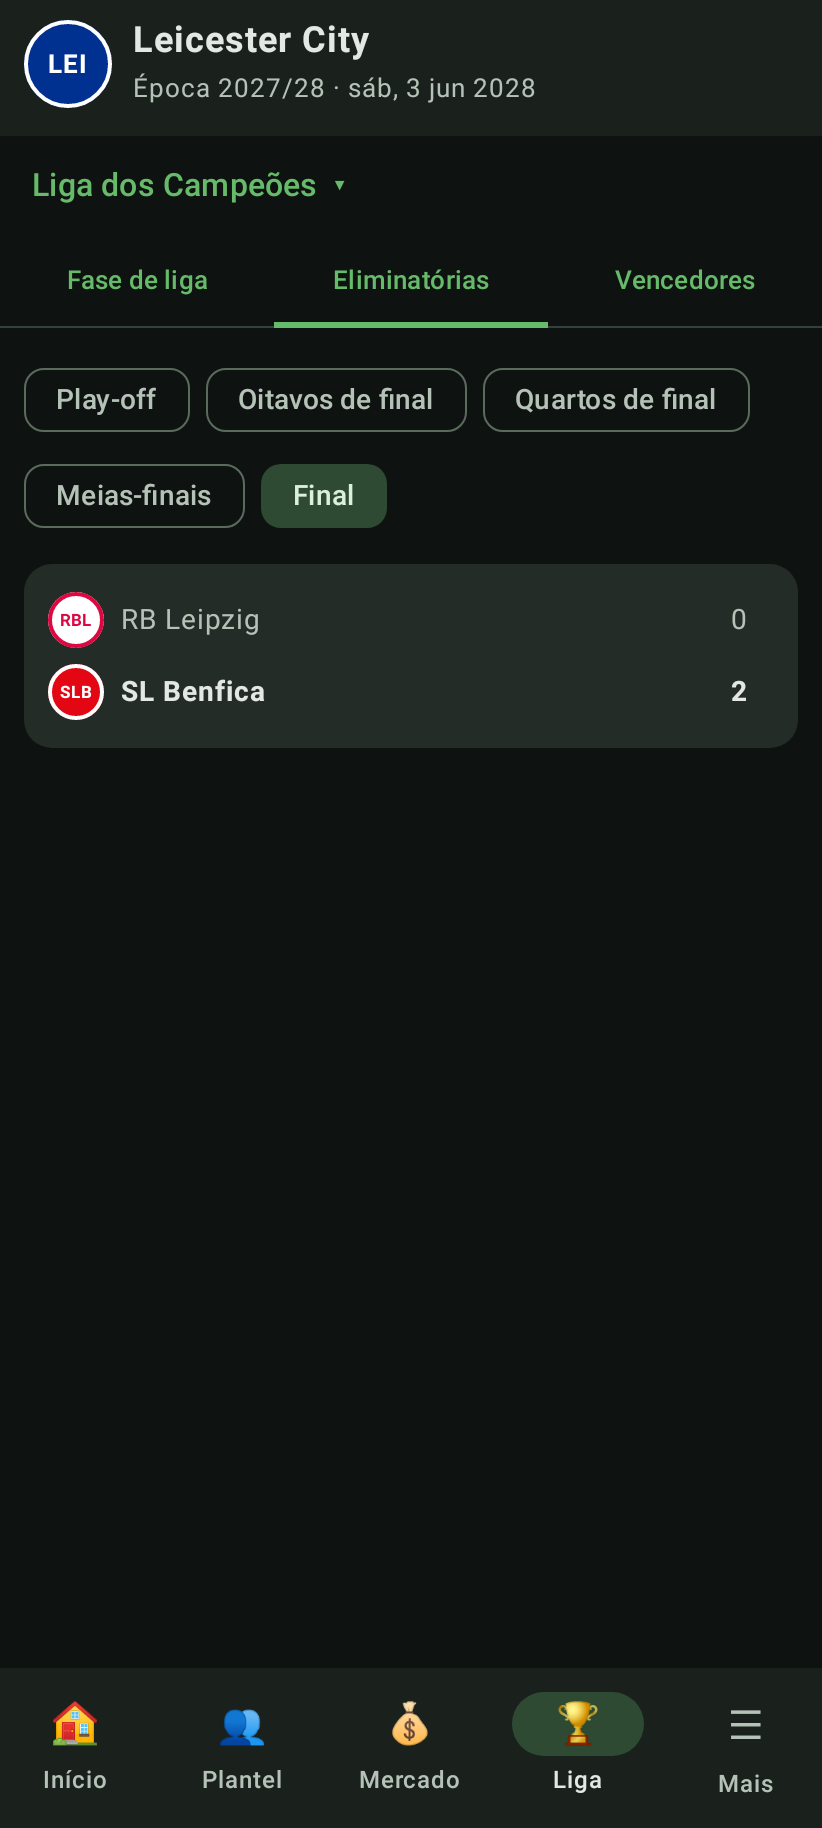 LEI
Leicester City
Época 2027/28 · sáb, 3 jun 2028
Liga dos Campeões ▼
Fase de liga Eliminatórias Vencedores
Play-off Oitavos de final Quartos de final
Meias-finais Final
RBL RB Leipzig 0
SLB SL Benfica 2
Início Plantel Mercado Liga Mais